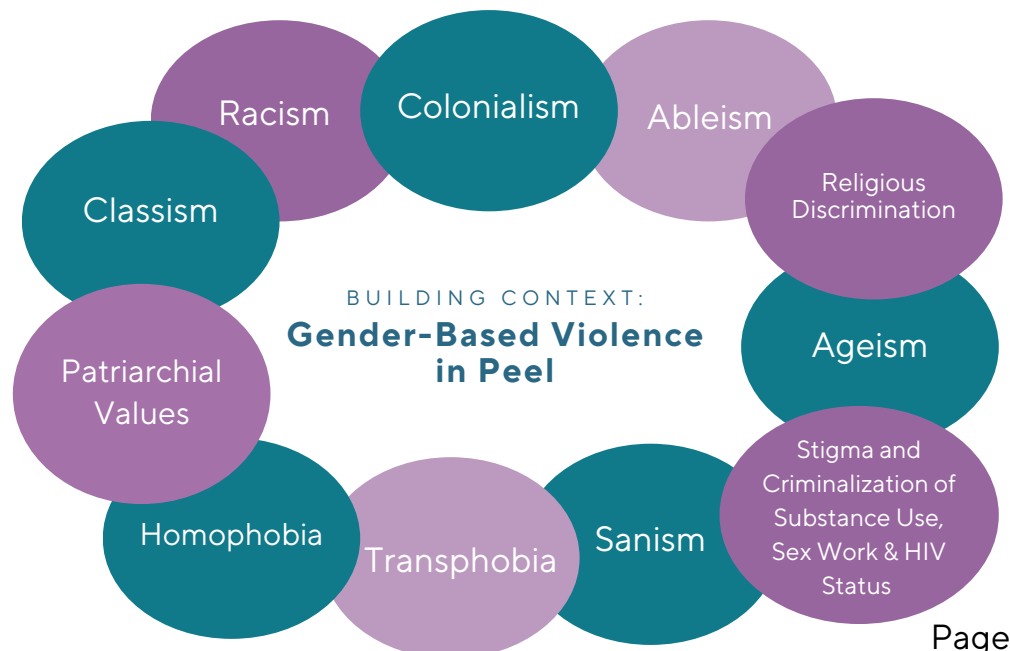 Racism
Colonialism
Ableism
Religious
Discrimination
Classism
BUILDING CONTEXT:
Gender-Based Violence
in Peel
Ageism
Patriarchial
Values
Stigma and
Criminalization of
Substance Use,
Sex Work & HIV
Status
Homophobia
Transphobia
Sanism
Page